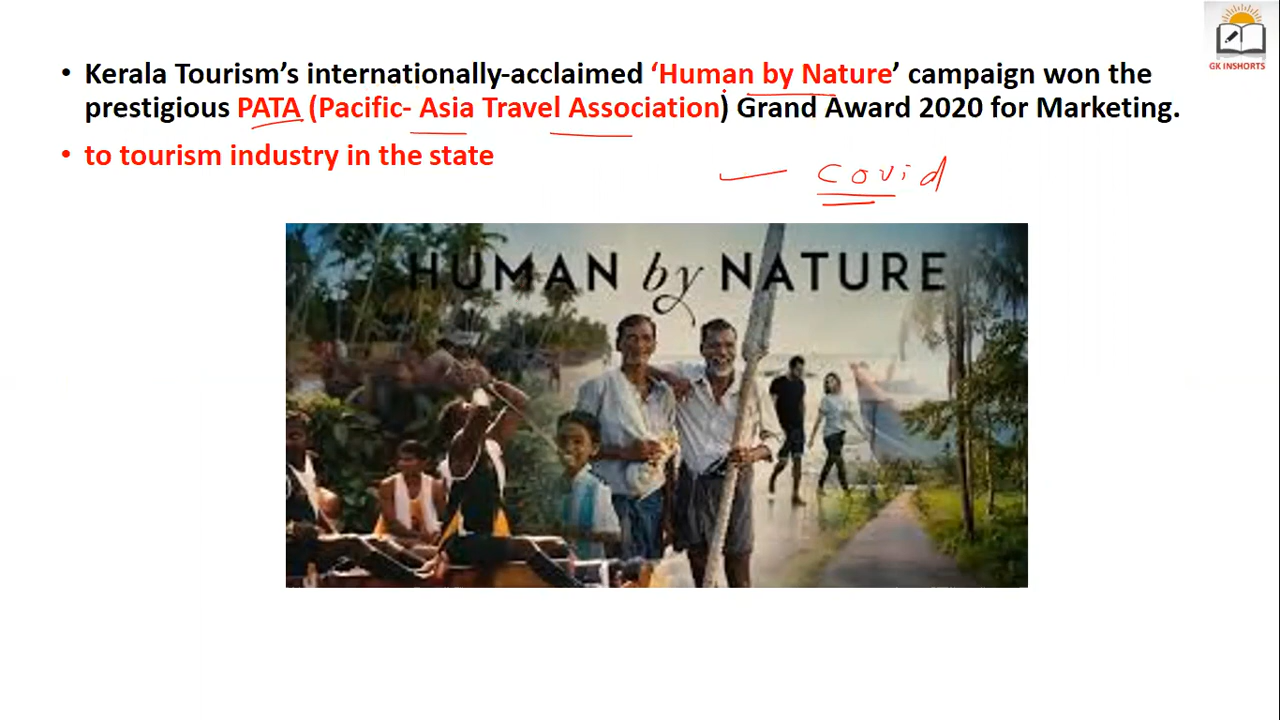 GK INSHORTS
• Kerala Tourism's internationally-acclaimed ‘Human by Nature’ campaign won the
prestigious PATA (Pacific- Asia Travel Association) Grand Award 2020 for Marketing.
• to tourism industry in the state
covid
HUMAN by NATURE